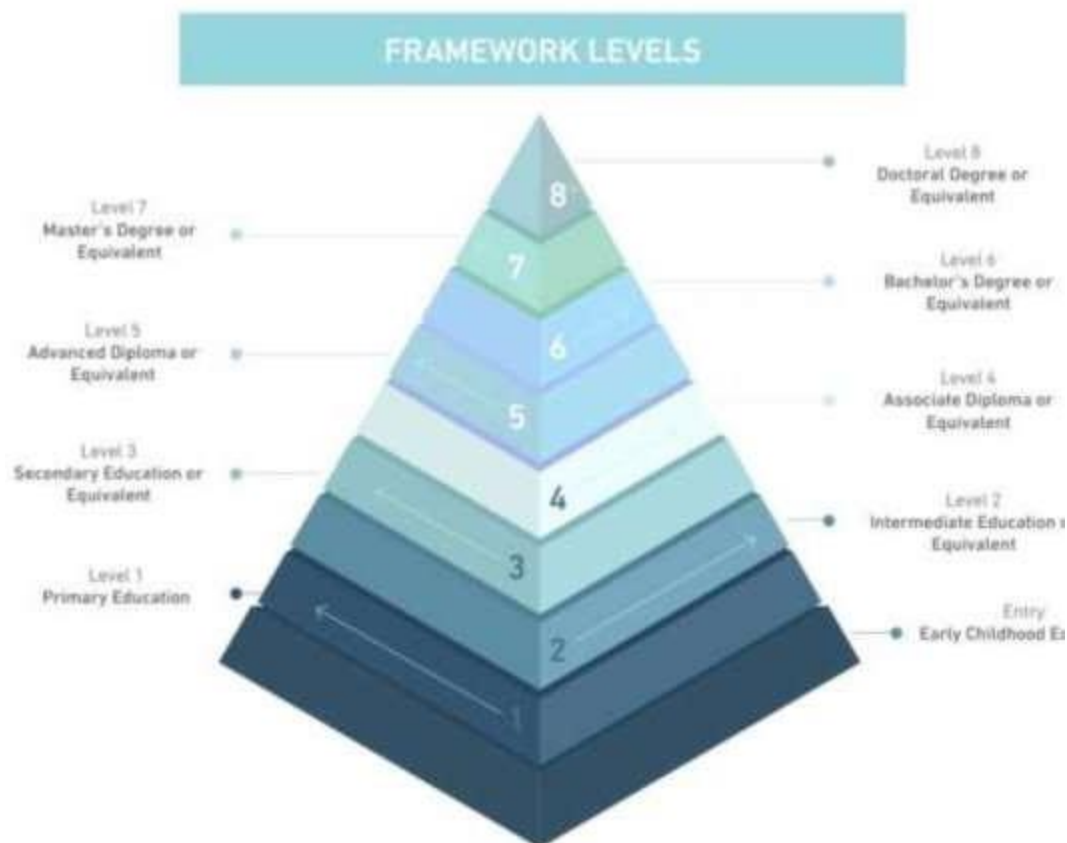 FRAMEWORK LEVELS
Level 8
Doctoral Degree or
Equivalent
Level 7
Master's Degree or
Equivalent
Level 6
Bachelor's Degree or
Equivalent
Level 5
Advanced Diploma or
Equivalent
Level 4
Associate Diploma or
Equivalent
Level 3
Secondary Education or
Equivalent
Level 2
Intermediate Education
Equivalent
Level 1
Primary Education
Entry
Early Childhood
8
7
6
5
4
3
2
1